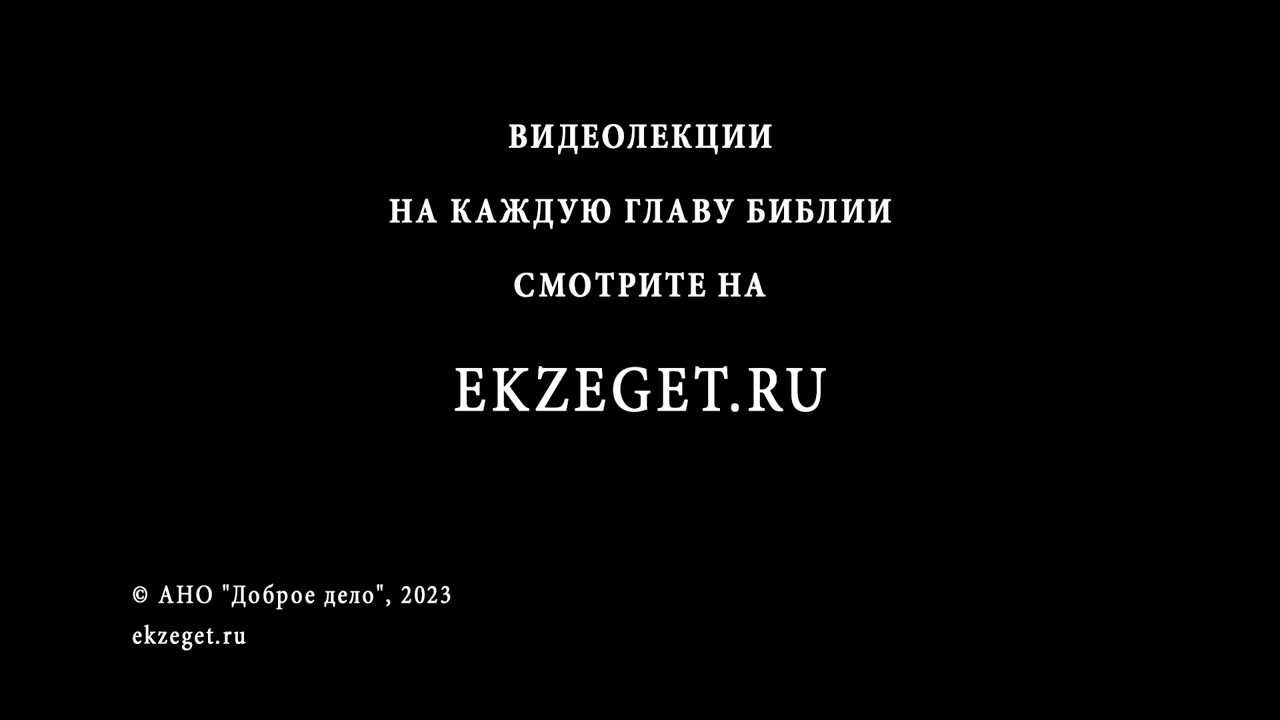 ВИДЕОЛЕКЦИИ
НА КАЖДУЮ ГЛАВУ БИБЛИИ
СМОТРИТЕ НА
EKZEGET.RU
© АНО "Доброе дело", 2023
ekzeget.ru